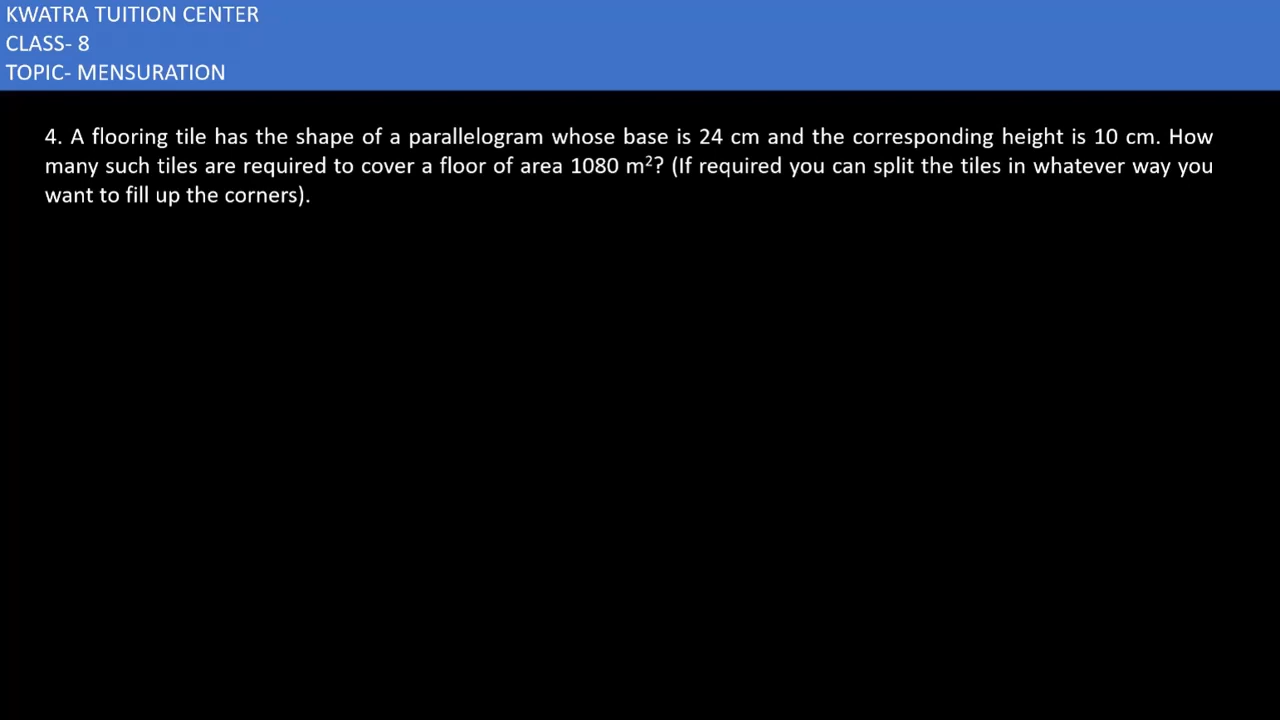 KWATRA TUITION CENTER
CLASS- 8
TOPIC- MENSURATION
4. A flooring tile has the shape of a parallelogram whose base is 24 cm and the corresponding height is 10 cm. How
many such tiles are required to cover a floor of area 1080 m²? (If required you can split the tiles in whatever way you
want to fill up the corners).